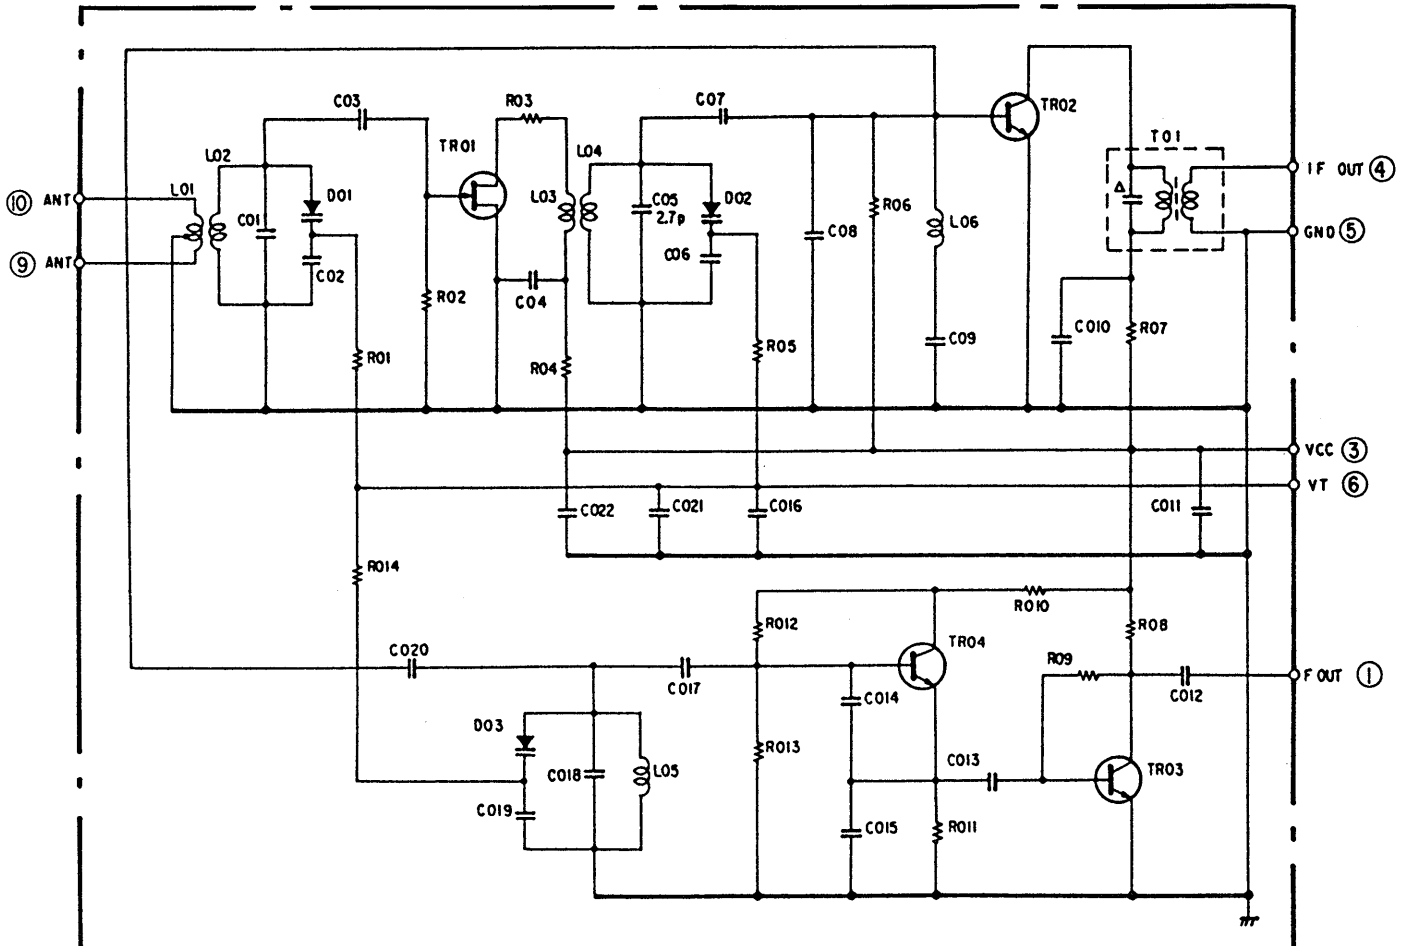 C03
R03
C07
TR02
TR01
T01
L02
L04
IF OUT ④
L01
D01
L03
C05
2.7p
D02
Δ
⑩ ANT
C01
R06
L06
C08
GND ⑤
⑨ ANT
C02
C06
R02
C04
C010
R07
R01
R04
R05
C09
VCC ③
VT ⑥
C022
C021
C016
C011
R014
R010
R012
R08
C020
TR04
R09
F OUT ①
C017
C014
C012
D03
R013
C013
C018
L05
TR03
C019
C015
R011